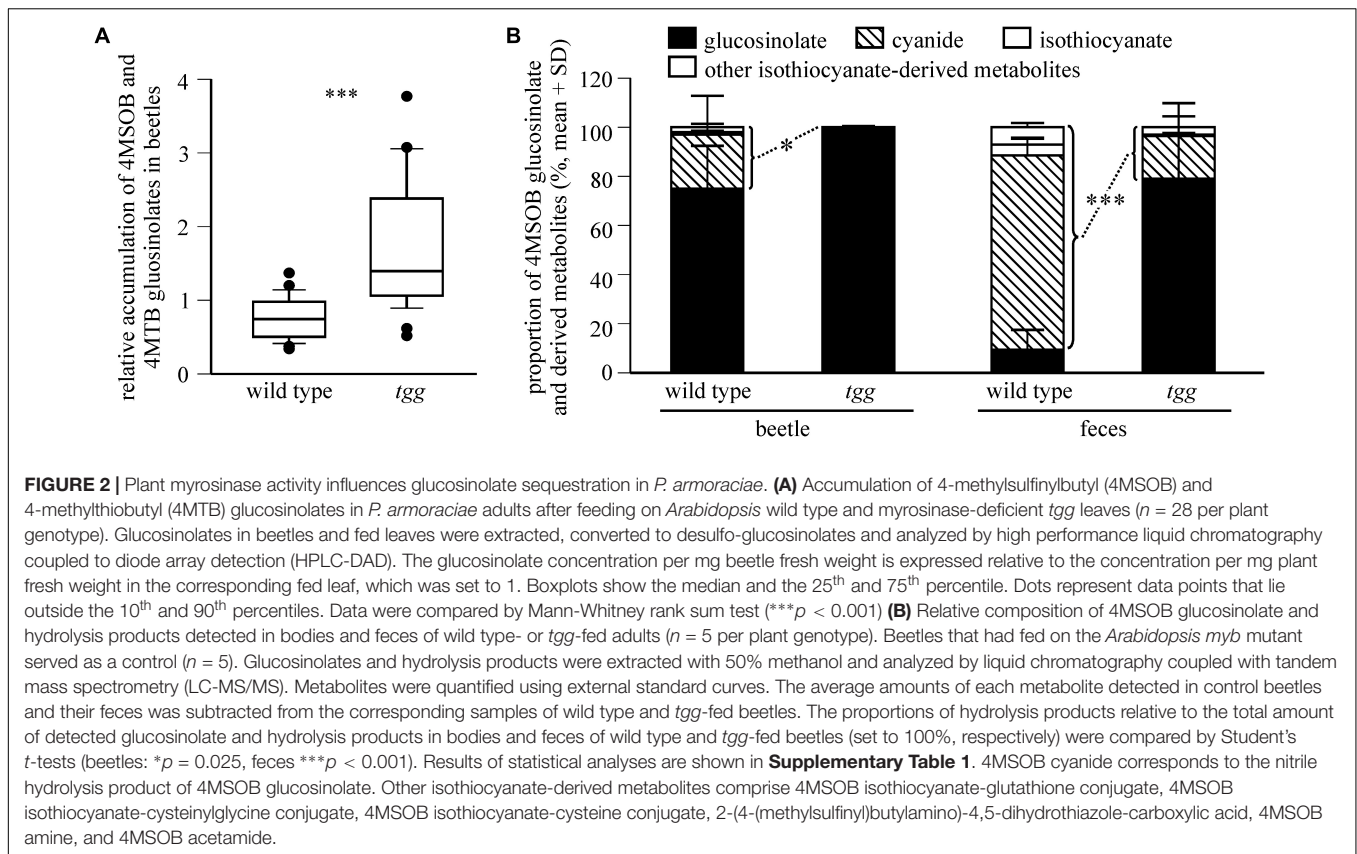 A
relative accumulation of 4MSOB and
4MTB gluosinolates in beetles
4
3
2
1
0
***
wild type
tgg
B
glucosinolate
cyanide
isothiocyanate
other isothiocyanate-derived metabolites
proportion of 4MSOB glucosinolate
and derived metabolites (%, mean + SD)
120
100
80
60
40
20
0
*
***
wild type
tgg
wild type
tgg
beetle
feces
FIGURE 2 | Plant myrosinase activity influences glucosinolate sequestration in P. armoraciae. (A) Accumulation of 4-methylsulfinylbutyl (4MSOB) and
4-methylthiobutyl (4MTB) glucosinolates in P. armoraciae adults after feeding on Arabidopsis wild type and myrosinase-deficient tgg leaves (n = 28 per plant
genotype). Glucosinolates in beetles and fed leaves were extracted, converted to desulfo-glucosinolates and analyzed by high performance liquid chromatography
coupled to diode array detection (HPLC-DAD). The glucosinolate concentration per mg beetle fresh weight is expressed relative to the concentration per mg plant
fresh weight in the corresponding fed leaf, which was set to 1. Boxplots show the median and the 25th and 75th percentile. Dots represent data points that lie
outside the 10th and 90th percentiles. Data were compared by Mann-Whitney rank sum test (***p < 0.001) (B) Relative composition of 4MSOB glucosinolate and
hydrolysis products detected in bodies and feces of wild type- or tgg-fed adults (n = 5 per plant genotype). Beetles that had fed on the Arabidopsis myb mutant
served as a control (n = 5). Glucosinolates and hydrolysis products were extracted with 50% methanol and analyzed by liquid chromatography coupled with tandem
mass spectrometry (LC-MS/MS). Metabolites were quantified using external standard curves. The average amounts of each metabolite detected in control beetles
and their feces was subtracted from the corresponding samples of wild type and tgg-fed beetles. The proportions of hydrolysis products relative to the total amount
of detected glucosinolate and hydrolysis products in bodies and feces of wild type and tgg-fed beetles (set to 100%, respectively) were compared by Student's
t-tests (beetles: *p = 0.025, feces ***p < 0.001). Results of statistical analyses are shown in Supplementary Table 1. 4MSOB cyanide corresponds to the nitrile
hydrolysis product of 4MSOB glucosinolate. Other isothiocyanate-derived metabolites comprise 4MSOB isothiocyanate-glutathione conjugate, 4MSOB
isothiocyanate-cysteinylglycine conjugate, 4MSOB isothiocyanate-cysteine conjugate, 2-(4-(methylsulfinyl)butylamino)-4,5-dihydrothiazole-carboxylic acid, 4MSOB
amine, and 4MSOB acetamide.